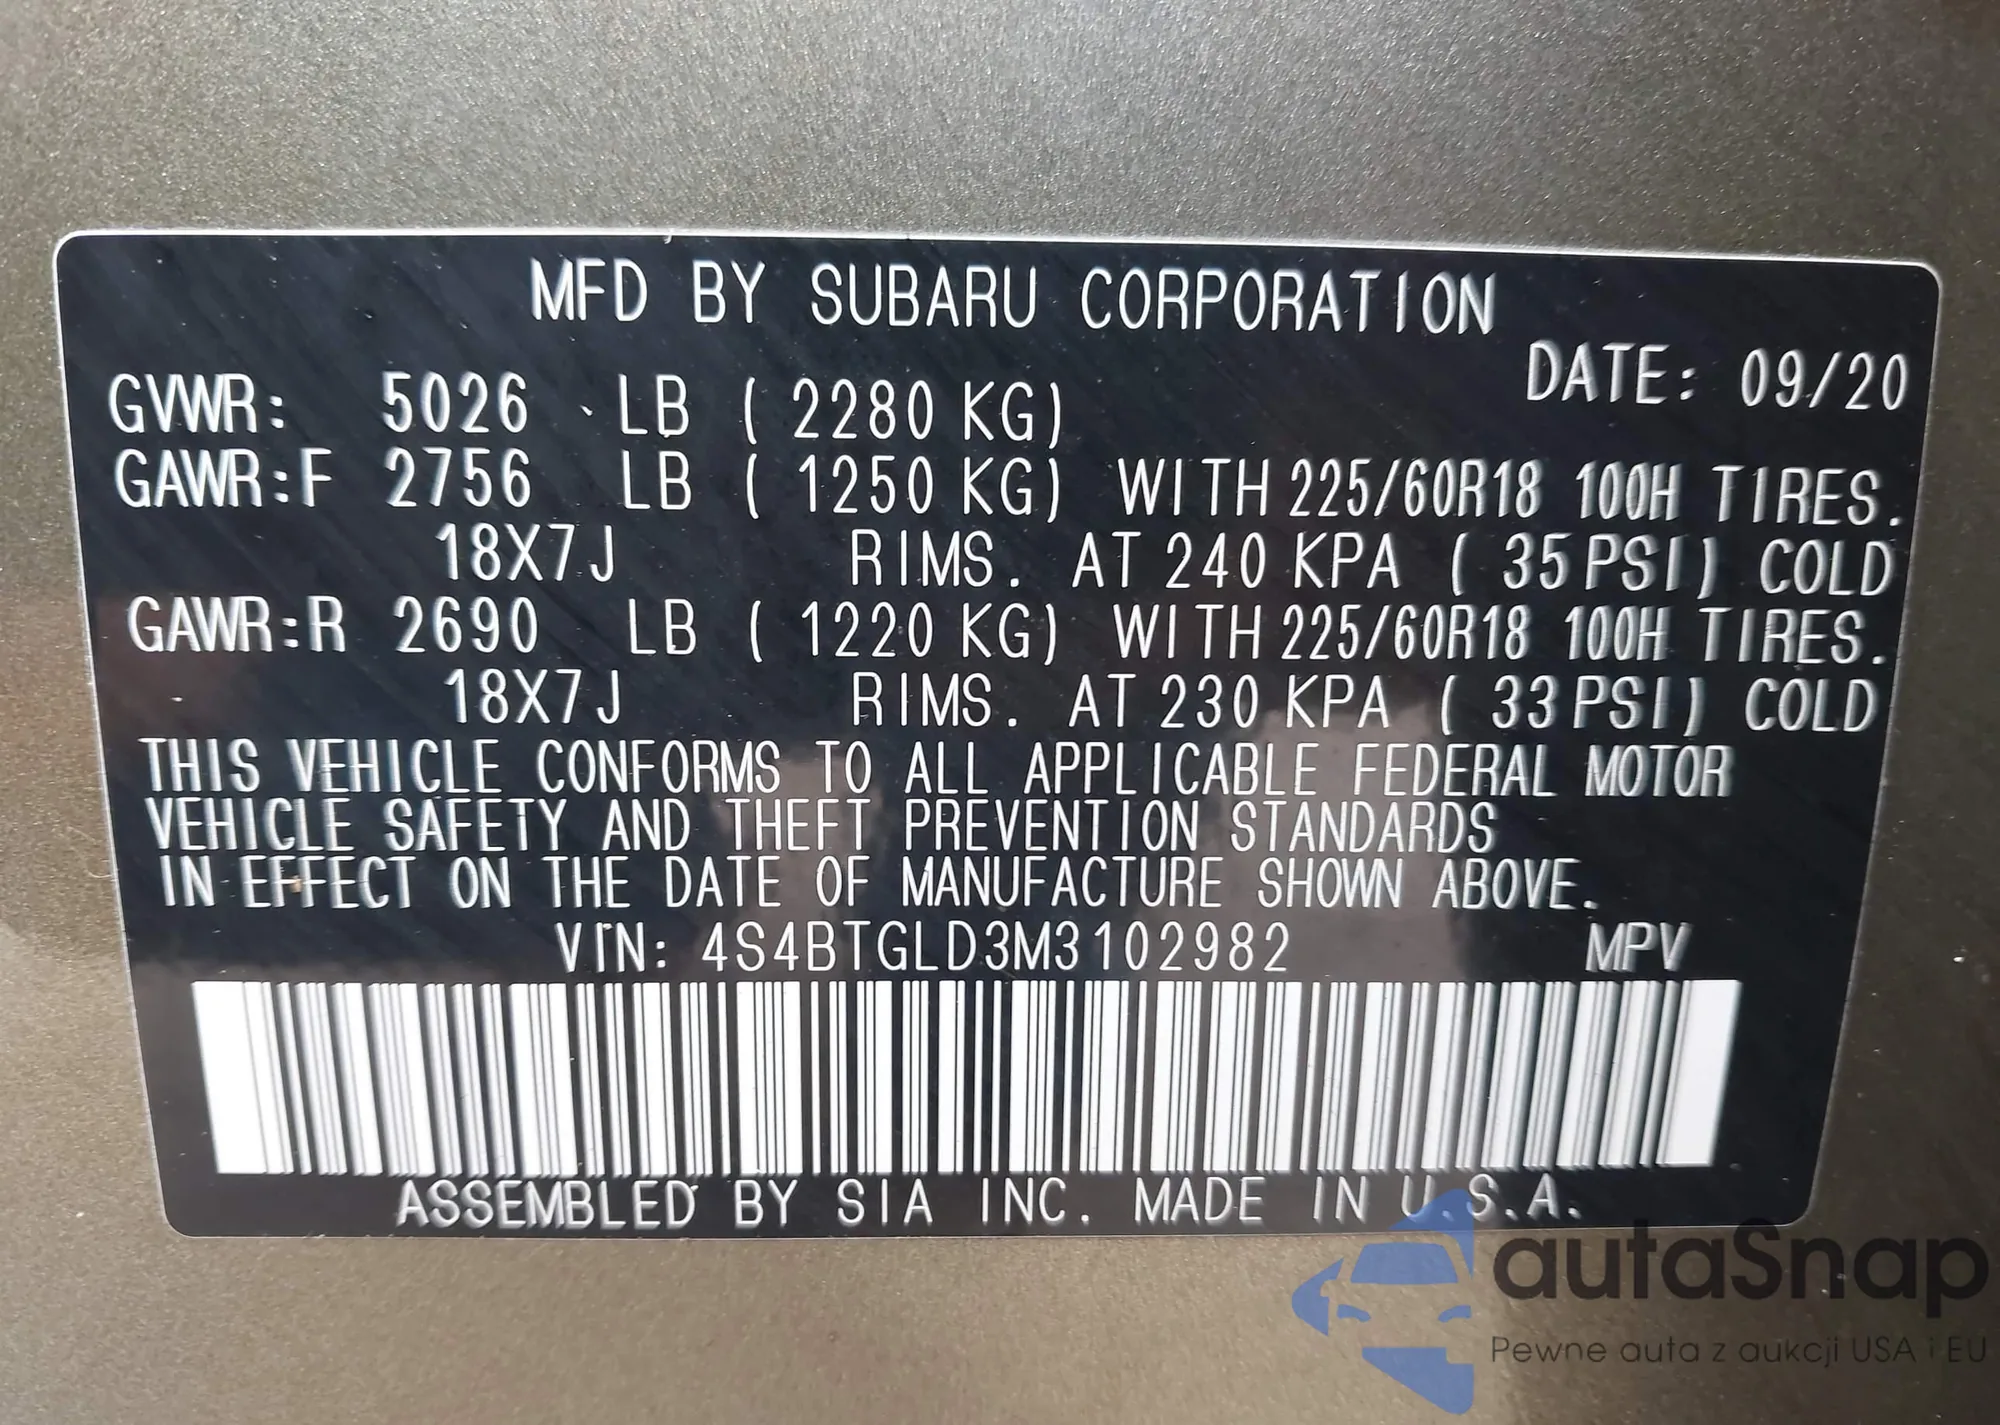 MFD BY SUBARU CORPORATION
DATE: 09/20
GVWR: 5026 LB ( 2280 KG)
GAWR:F 2756 LB ( 1250 KG) WITH 225/60R18 100H TIRES.
18X7J RIMS. AT 240 KPA ( 35 PSI) COLD
GAWR:R 2690 LB ( 1220 KG) WITH 225/60R18 100H TIRES.
18X7J RIMS. AT 230 KPA ( 33 PSI) COLD
THIS VEHICLE CONFORMS TO ALL APPLICABLE FEDERAL MOTOR
VEHICLE SAFETY AND THEFT PREVENTION STANDARDS
IN EFFECT ON THE DATE OF MANUFACTURE SHOWN ABOVE.
VIN: 4S4BTGLD3M3102982 MPV
ASSEMBLED BY SIA INC. MADE IN U.S.A.
autaSnap
Pewne auta z aukcji USA i EU